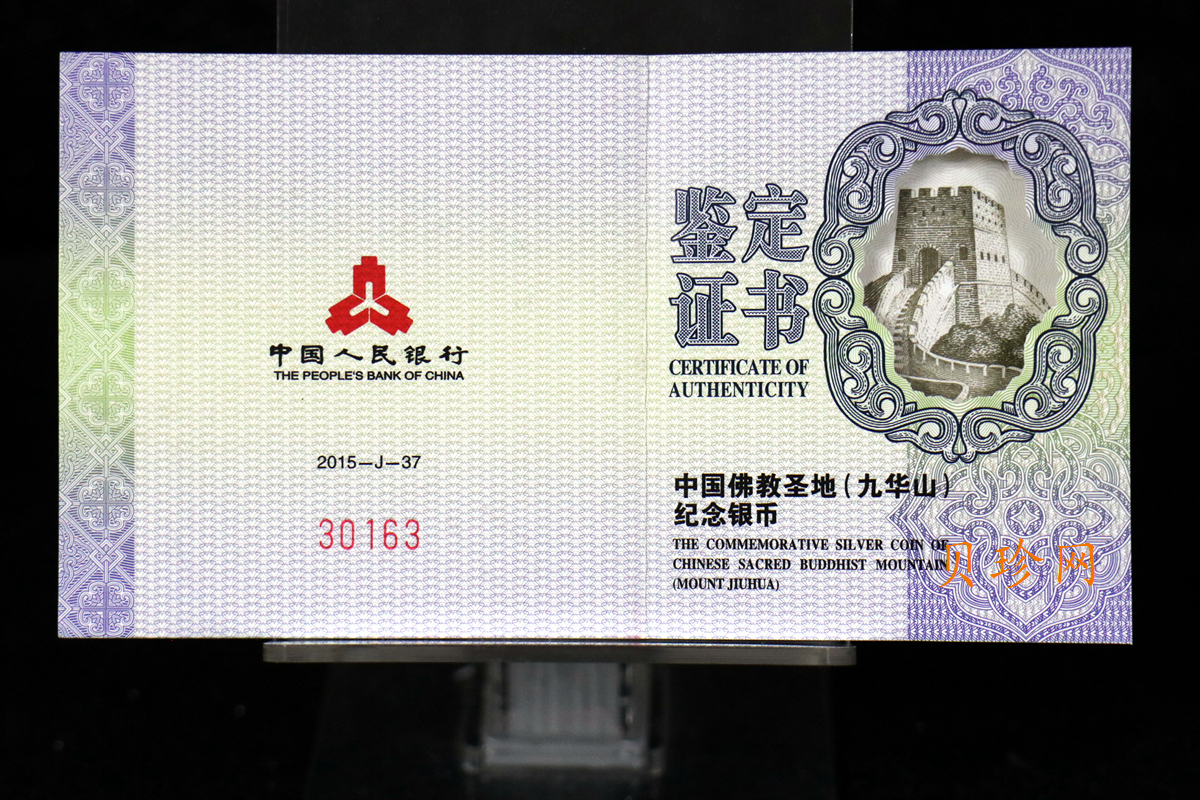 中国人民银行
THE PEOPLE'S BANK OF CHINA
2015—J—37
30163
鉴定
证书
CERTIFICATE OF
AUTHENTICITY
中国佛教圣地（九华山）
纪念银币
THE COMMEMORATIVE SILVER COIN OF
CHINESE SACRED BUDDHIST MOUNTAIN
(MOUNT JIUHUA)
贝珍网